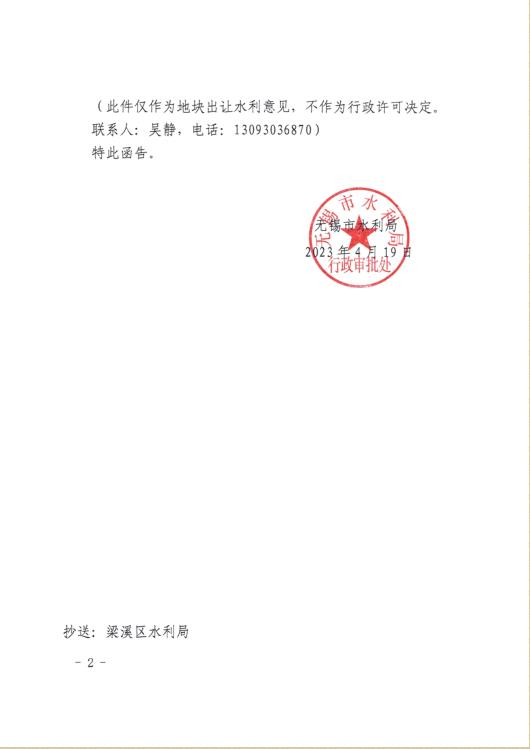 （此件仅作为地块出让水利意见，不作为行政许可决定。
联系人：吴静，电话：13093036870）
特此函告。
无锡市水利局
无锡市水利局
2023年4月19日
行政审批处
抄送：梁溪区水利局
- 2 -